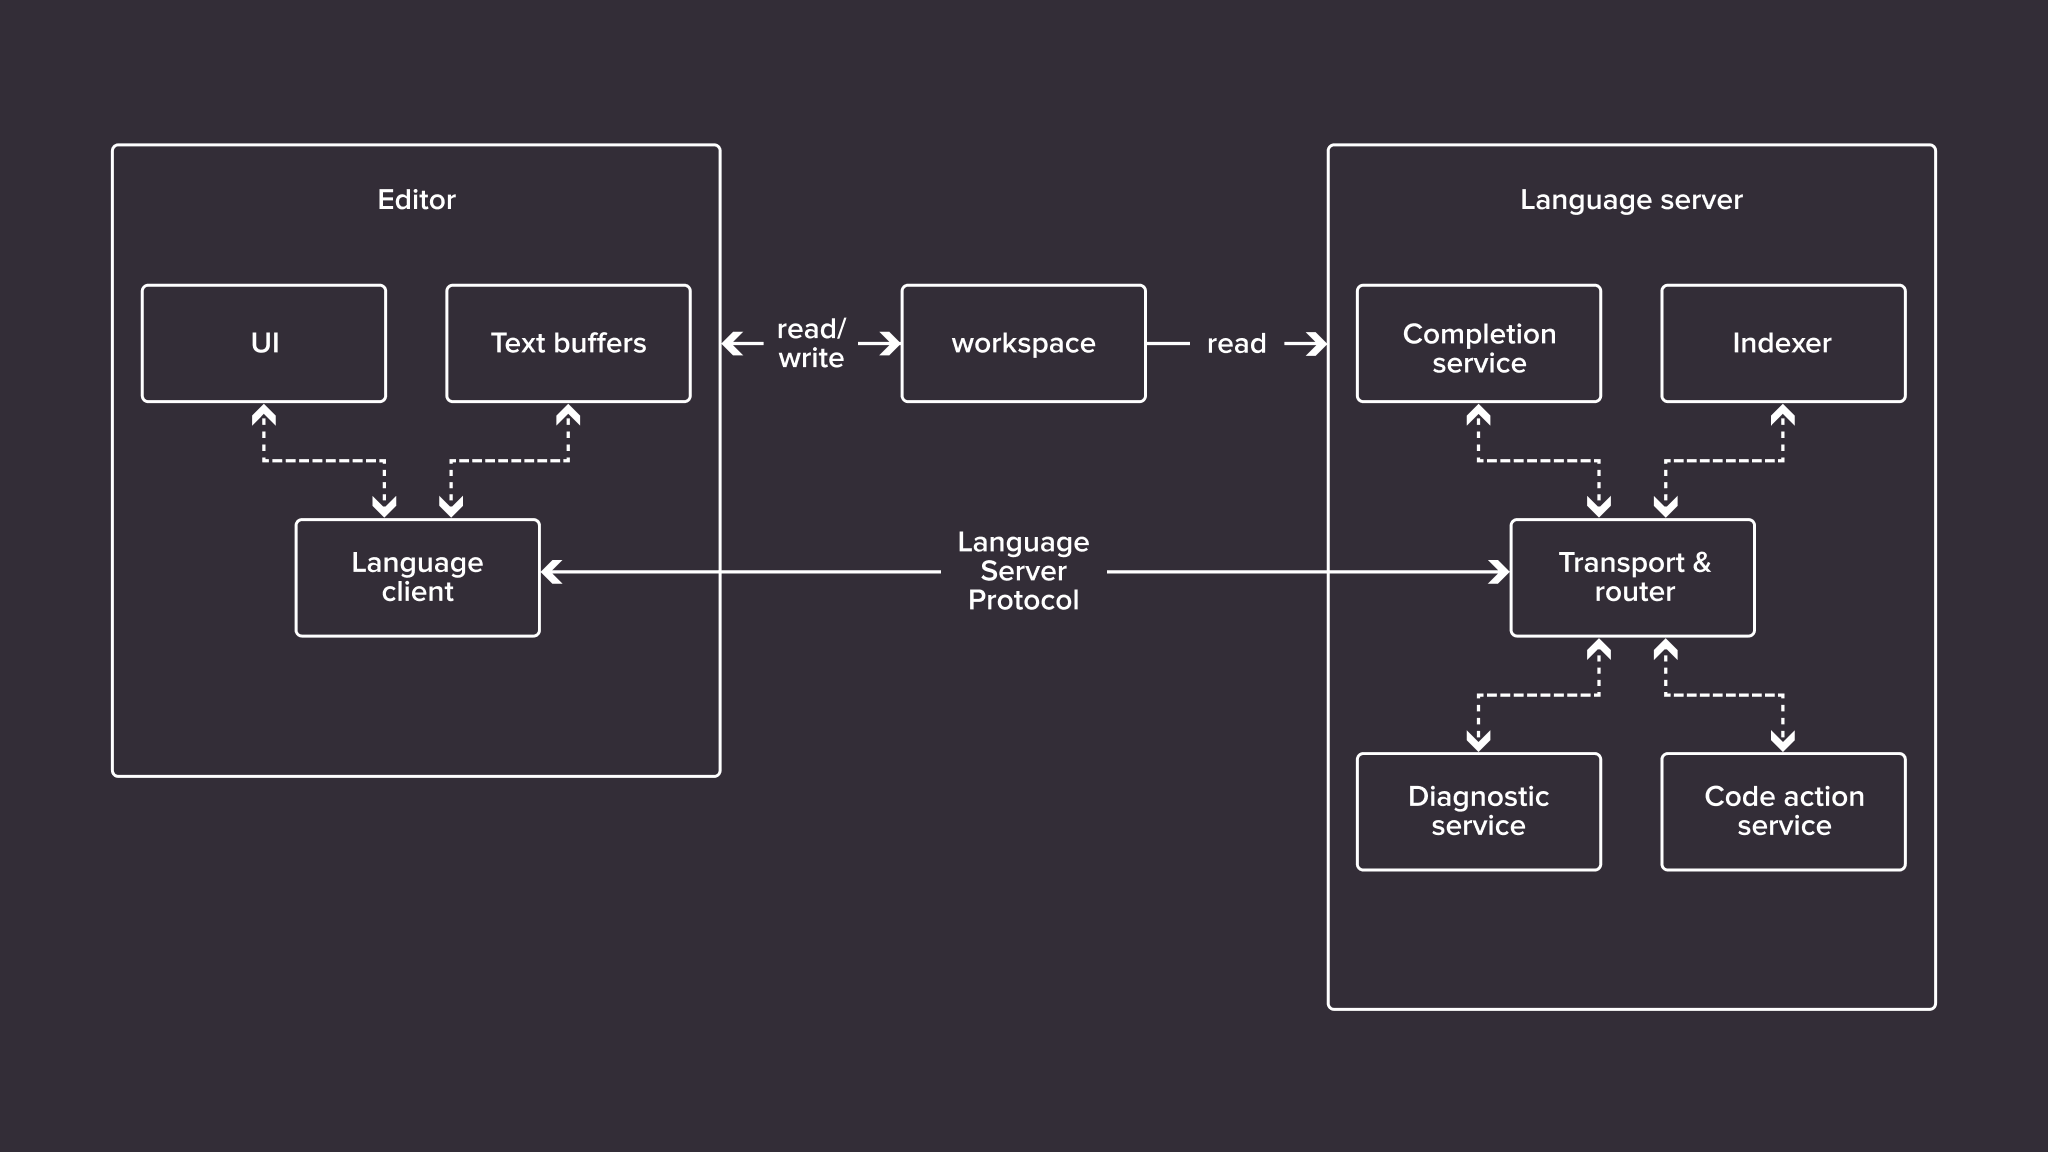 Editor
UI
Text buffers
Language
client
read/
write
workspace
read
Language
Server
Protocol
Language server
Completion
service
Indexer
Transport &
router
Diagnostic
service
Code action
service